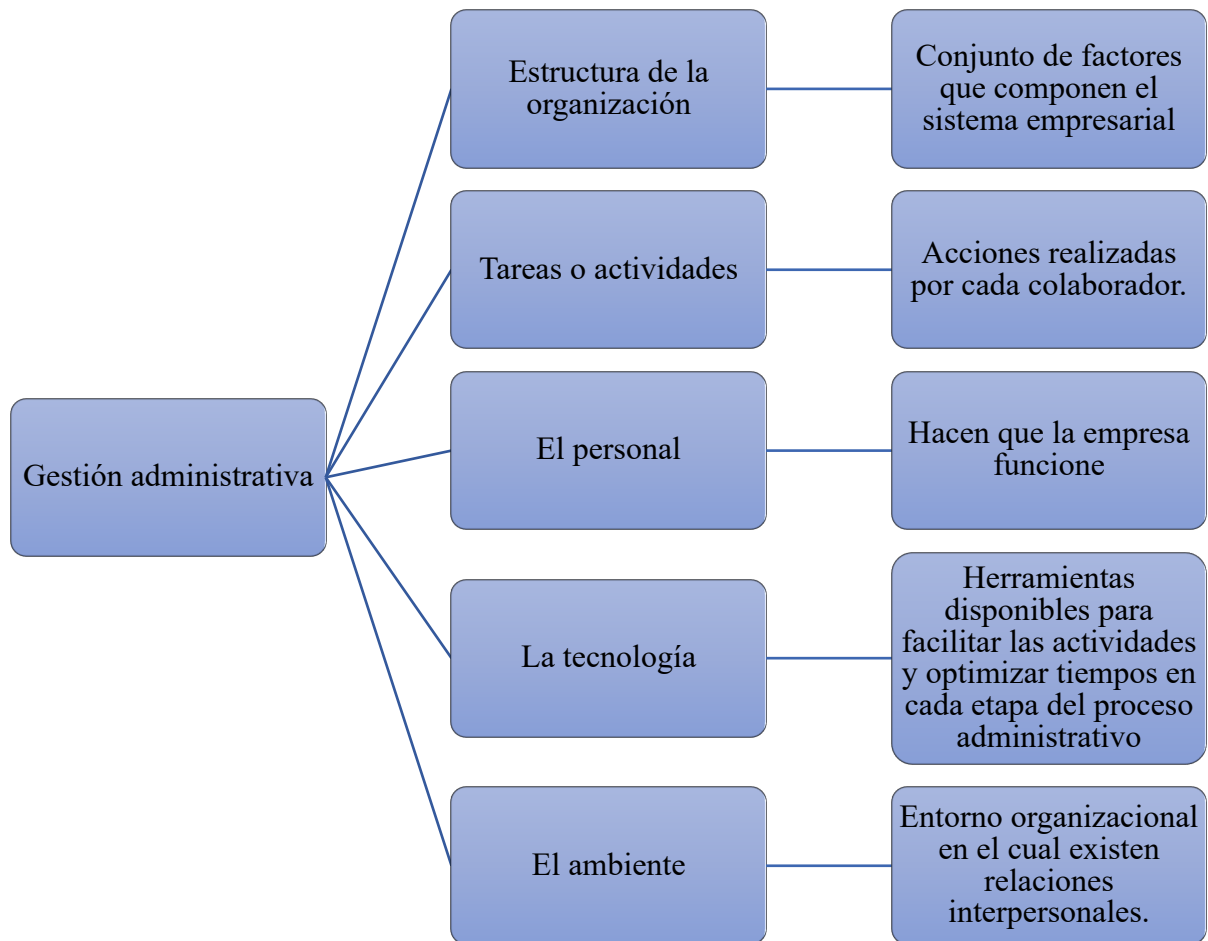 Estructura de la
organización
Conjunto de factores
que componen el
sistema empresarial
Tareas o actividades
Acciones realizadas
por cada colaborador.
Gestión administrativa
El personal
Hacen que la empresa
funcione
La tecnología
Herramientas
disponibles para
facilitar las actividades
y optimizar tiempos en
cada etapa del proceso
administrativo
El ambiente
Entorno organizacional
en el cual existen
relaciones
interpersonales.